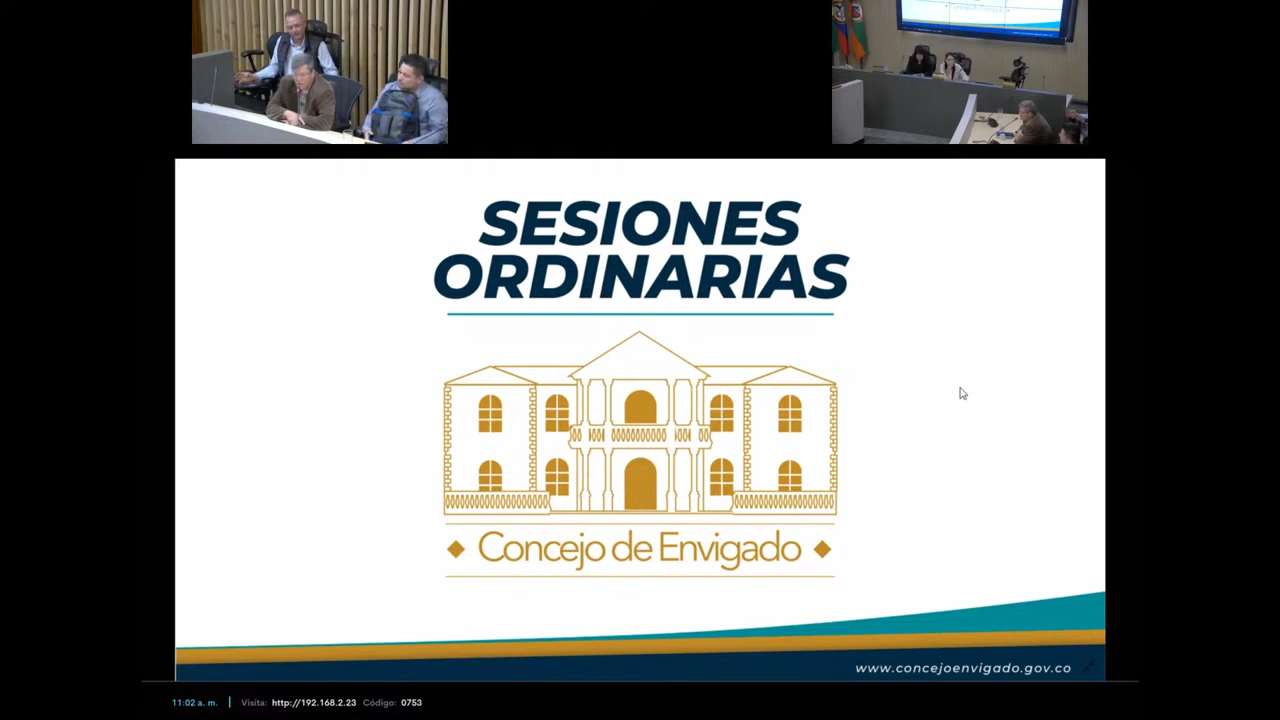 SESIONES
ORDINARIAS
Concejo de Envigado
www.concejoenvigado.gov.co
11:02 a. m. Visita: http://192.168.2.23 Código: 0753